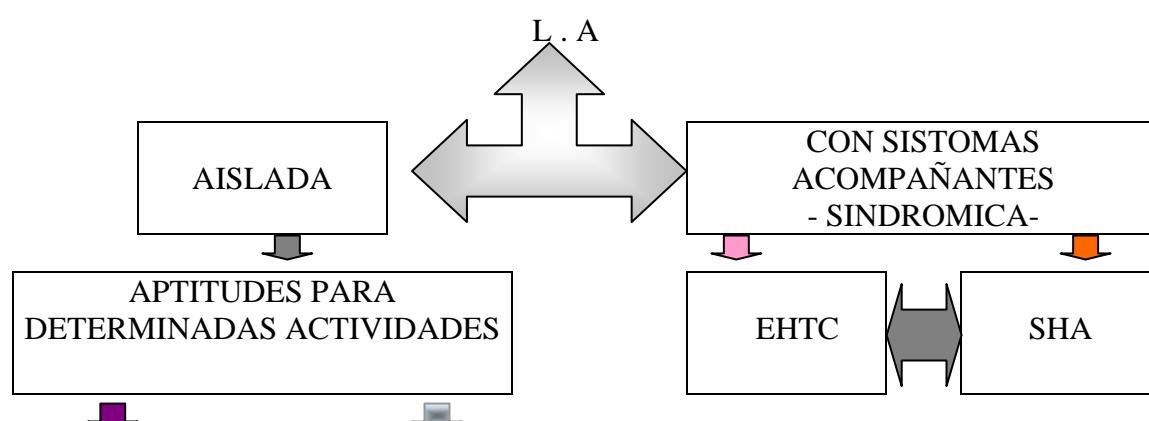 L . A
AISLADA
CON SISTOMAS
ACOMPAÑANTES
- SINDROMICA-
APTITUDES PARA
DETERMINADAS ACTIVIDADES
EHTC
SHA